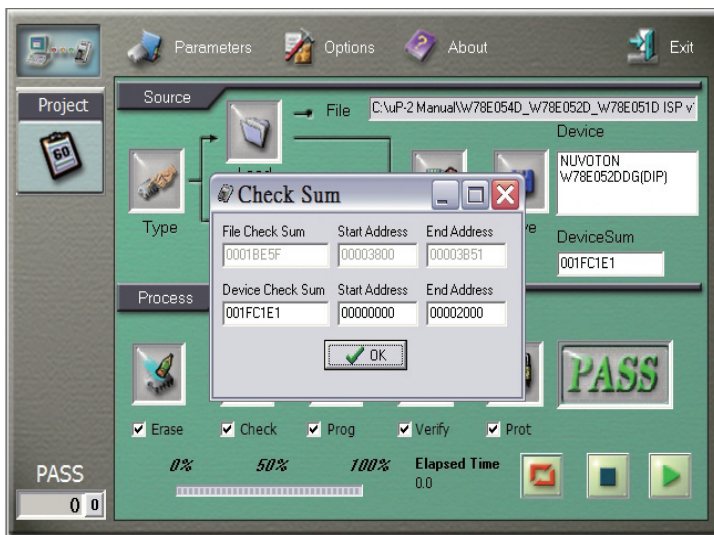 Parameters Options About Exit
Project
60
Source
File C:\uP-2 Manual\W78E054D_W78E052D_W78E051D ISP v
Device
NUVOTON
W78E052DDG(DIP)
Type
DeviceSum
001FC1E1
Check Sum
File Check Sum Start Address End Address
0001BE5F 00003800 00003B51
Device Check Sum Start Address End Address
001FC1E1 00000000 00002000
OK
Process
PASS
Erase Check Prog Verify Prot
0% 50% 100% Elapsed Time
0.0
PASS
0 0